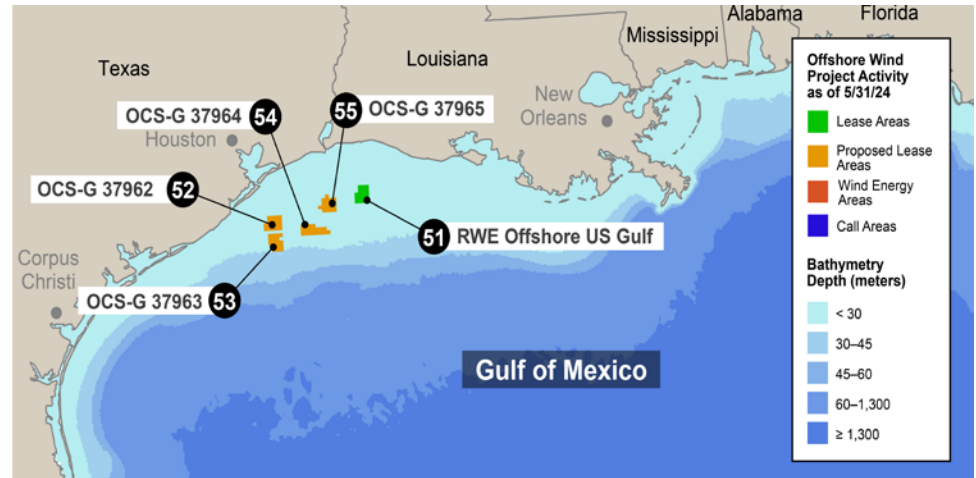 Alabama
Florida
Mississippi
Louisiana
Texas
New
Orleans
Houston
Corpus
Christi
OCS-G 37964
54
55
OCS-G 37965
OCS-G 37962
52
51
RWE Offshore US Gulf
OCS-G 37963
53
Gulf of Mexico
Offshore Wind
Project Activity
as of 5/31/24
Lease Areas
Proposed Lease
Areas
Wind Energy
Areas
Call Areas
Bathymetry
Depth (meters)
< 30
30–45
45–60
60–1,300
≥ 1,300